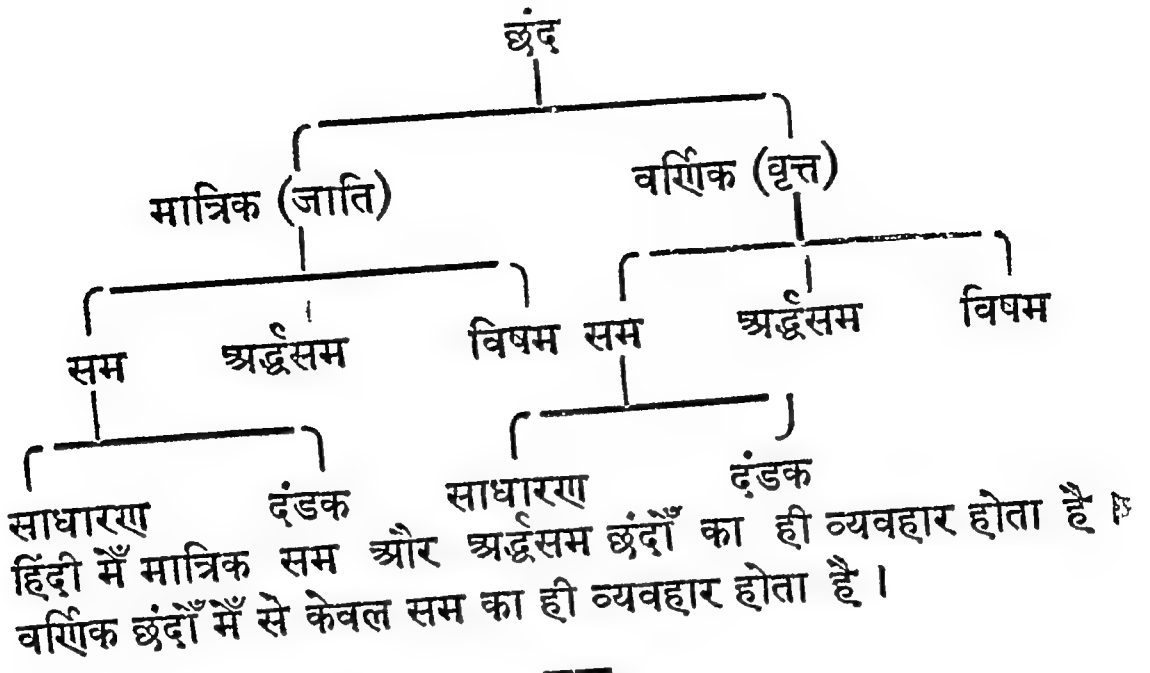 छंद
मात्रिक (जाति) वर्णिक (वृत्त)
सम अर्द्धसम विषम सम अर्द्धसम विषम
साधारण दंडक साधारण दंडक
हिंदी मेँ मात्रिक सम और अर्द्धसम छंदोँ का ही व्यवहार होता है ।
वर्णिक छंदोँ मेँ से केवल सम का ही व्यवहार होता है ।